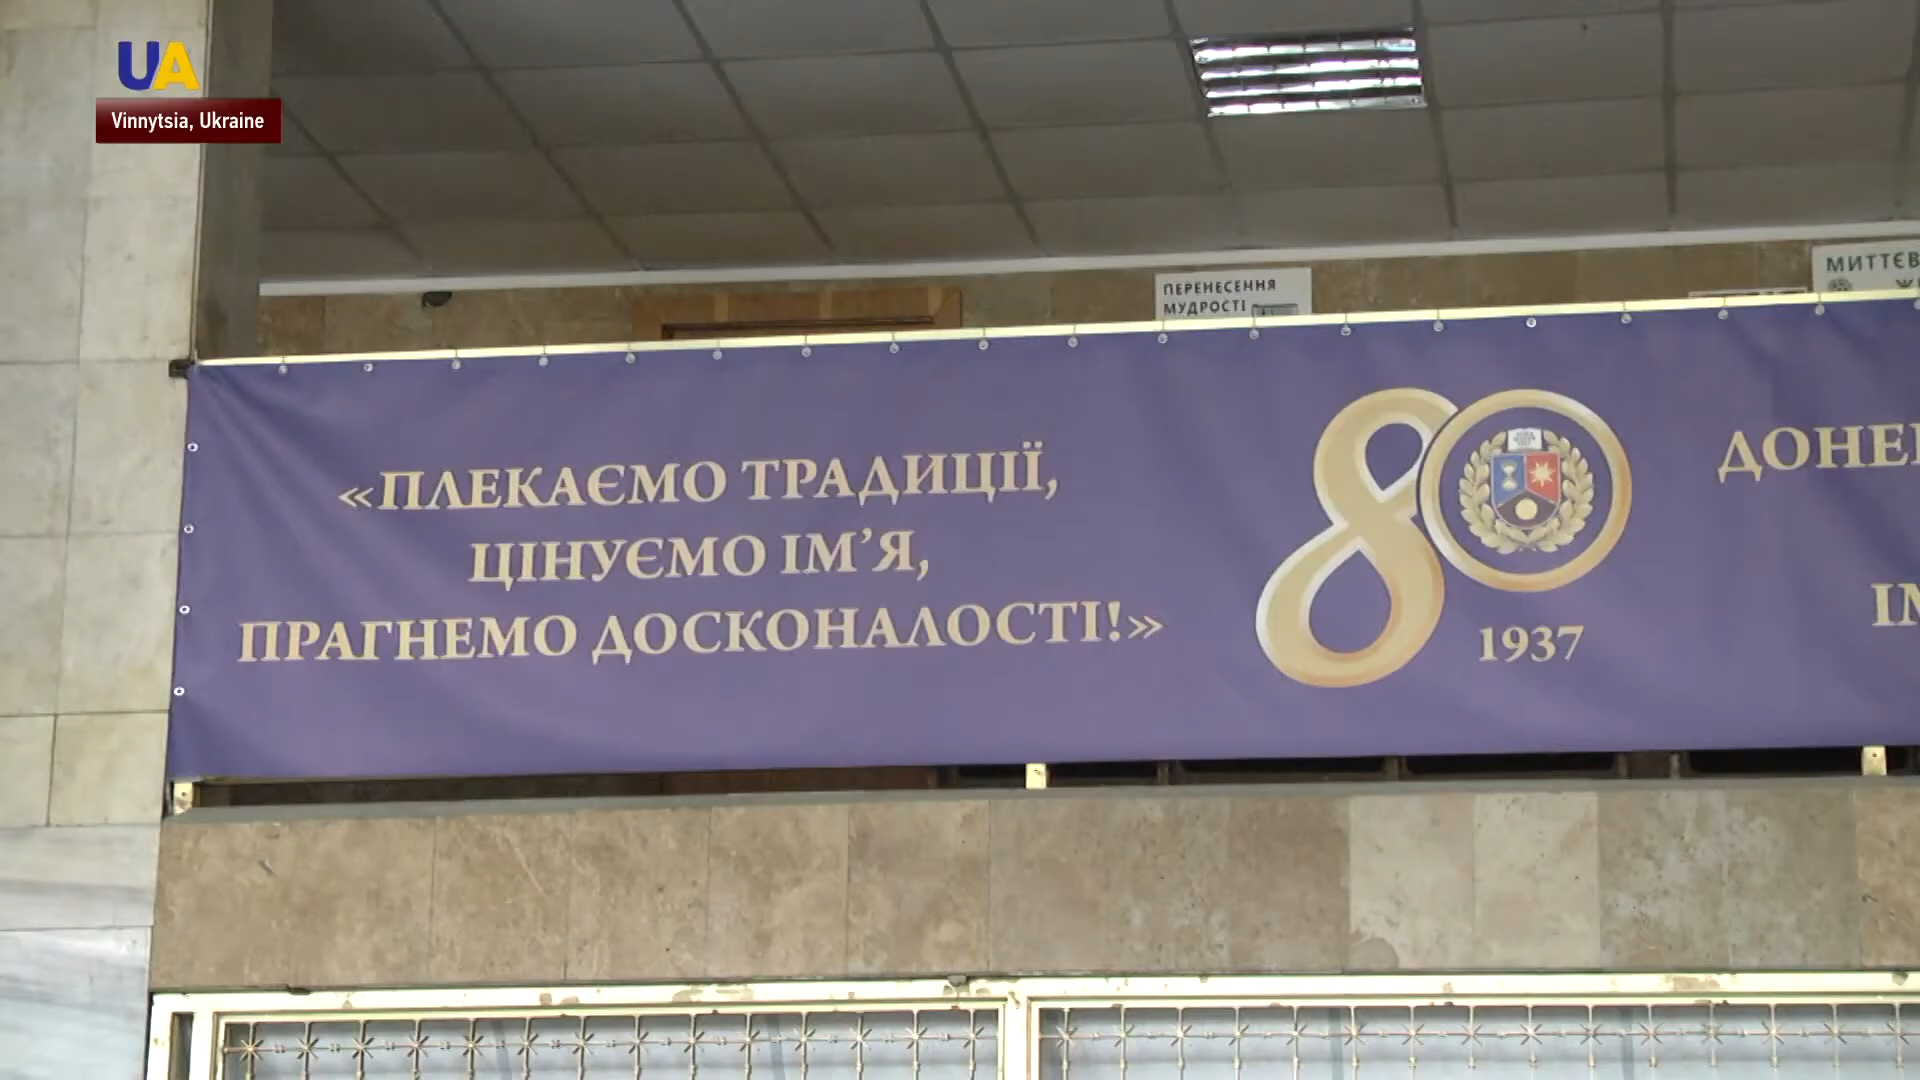 UA
Vinnytsia, Ukraine
ПЕРЕНЕСЕННЯ
МУДРОСТІ
«ПЛЕКАЄМО ТРАДИЦІЇ,
ЦІНУЄМО ІМ’Я,
ПРАГНЕМО ДОСКОНАЛОСТІ!»
80
1937